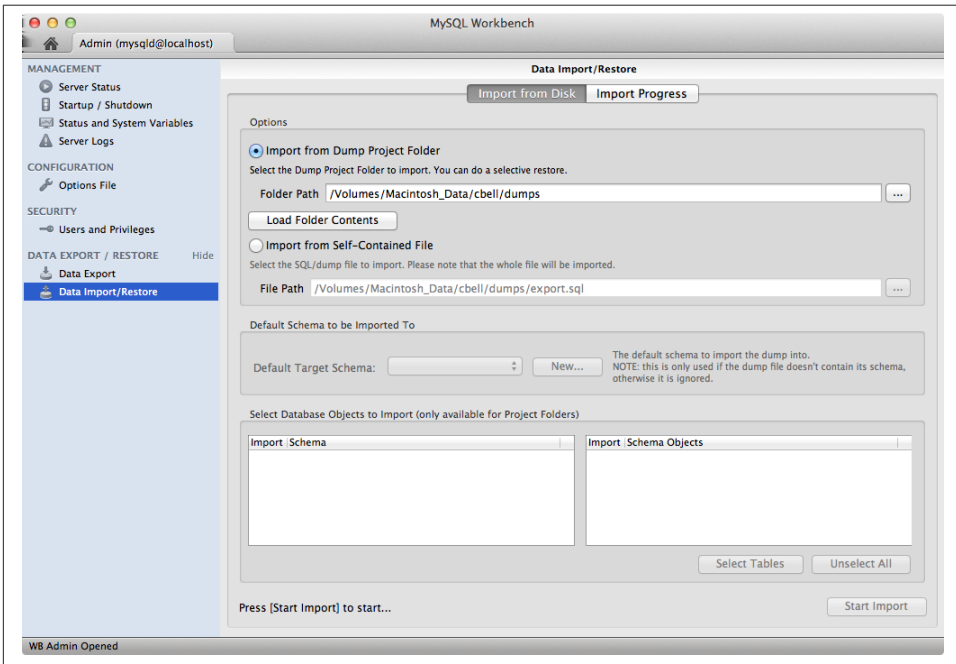 MySQL Workbench
Admin (mysqld@localhost)
MANAGEMENT
Server Status
Startup / Shutdown
Status and System Variables
Server Logs
CONFIGURATION
Options File
SECURITY
Users and Privileges
DATA EXPORT / RESTORE Hide
Data Export
Data Import/Restore
Data Import/Restore
Import from Disk Import Progress
Options
Import from Dump Project Folder
Select the Dump Project Folder to import. You can do a selective restore.
Folder Path /Volumes/Macintosh_Data/cbell/dumps ...
Load Folder Contents
Import from Self-Contained File
Select the SQL/dump file to import. Please note that the whole file will be imported.
File Path /Volumes/Macintosh_Data/cbell/dumps/export.sql ...
Default Schema to be Imported To
Default Target Schema: New...
The default schema to import the dump into.
NOTE: this is only used if the dump file doesn't contain its schema,
otherwise it is ignored.
Select Database Objects to Import (only available for Project Folders)
Import Schema
Import Schema Objects
Select Tables Unselect All
Press [Start Import] to start... Start Import
WB Admin Opened